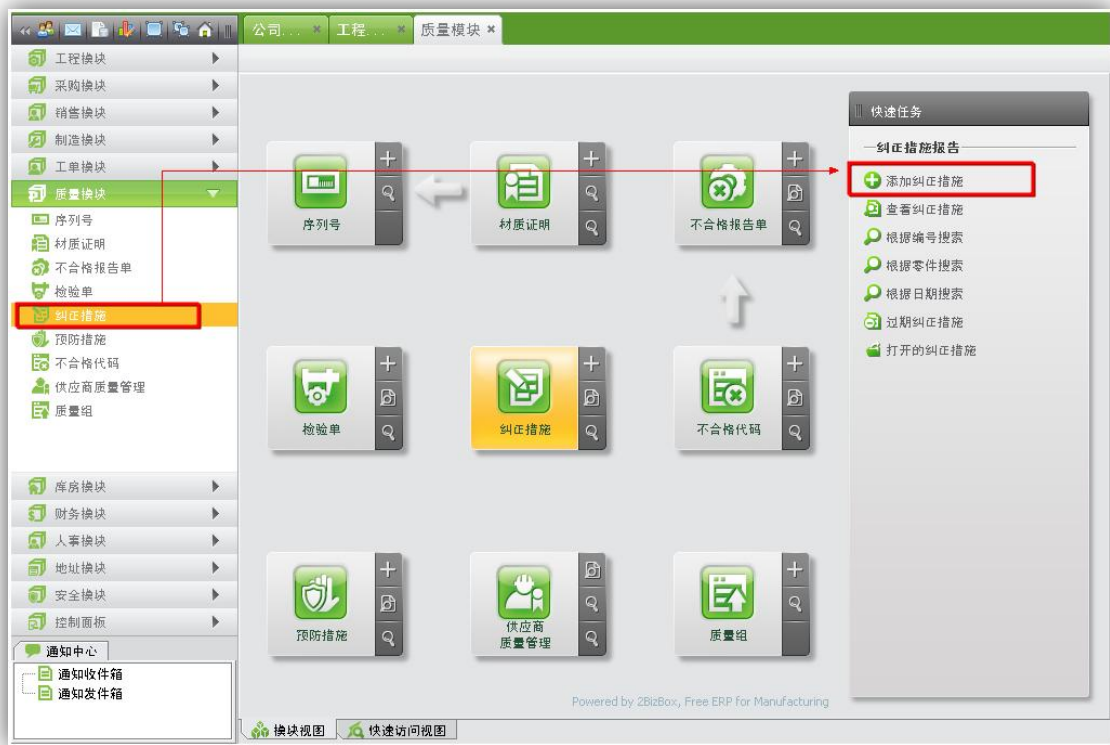 公司...
工程...
质量模块
工程模块
采购模块
销售模块
制造模块
工单模块
质量模块
序列号
材质证明
不合格报告单
检验单
纠正措施
预防措施
不合格代码
供应商质量管理
质量组
库房模块
财务模块
人事模块
地址模块
安全模块
控制面板
通知中心
通知收件箱
通知发件箱
序列号
材质证明
不合格报告单
检验单
纠正措施
不合格代码
预防措施
供应商
质量管理
质量组
Powered by 2BizBox, Free ERP for Manufacturing
模块视图
快速访问视图
快速任务
纠正措施报告
添加纠正措施
查看纠正措施
根据编号搜索
根据零件搜索
根据日期搜索
过期纠正措施
打开的纠正措施